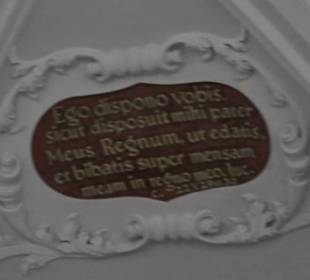 Ego dispono vobis,
sicut disposuit mihi pater
Meus Regnum, ut edatis,
et bibatis super mensam
meam in regno meo. Luc.